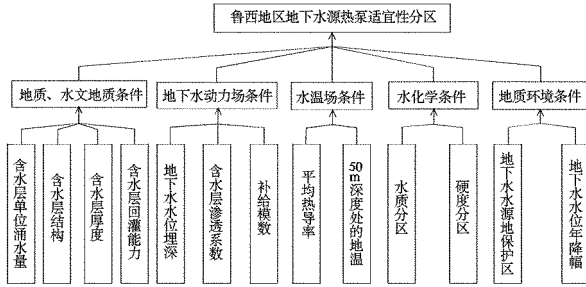 鲁西地区地下水源热泵适宜性分区
地质、水文地质条件
地下水动力场条件
水温场条件
水化学条件
地质环境条件
含水层单位涌水量
含水层结构
含水层厚度
含水层回灌能力
地下水水位埋深
含水层渗透系数
补给模数
平均热导率
50m深度处的地温
水质分区
硬度分区
地下水水源地保护区
地下水水位年降幅